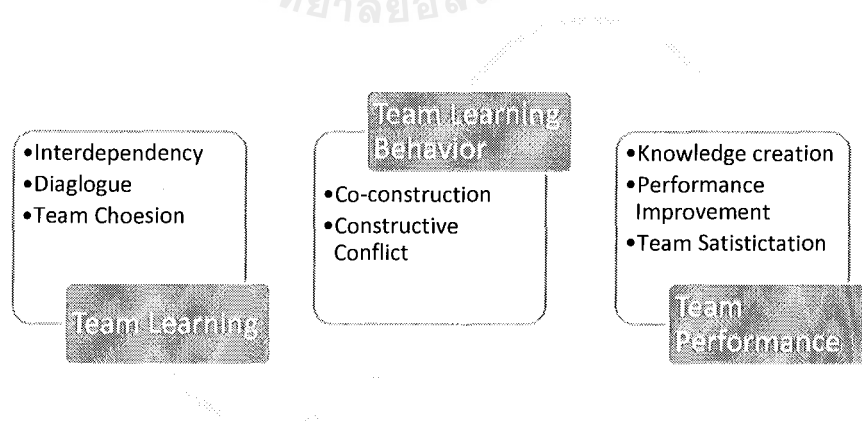 •Interdependency
•Diaglogue
•Team Choesion
Team Learning
Team Learning
Behavior
•Co-construction
•Constructive
Conflict
•Knowledge creation
•Performance
Improvement
•Team Satistictation
Team
Performance